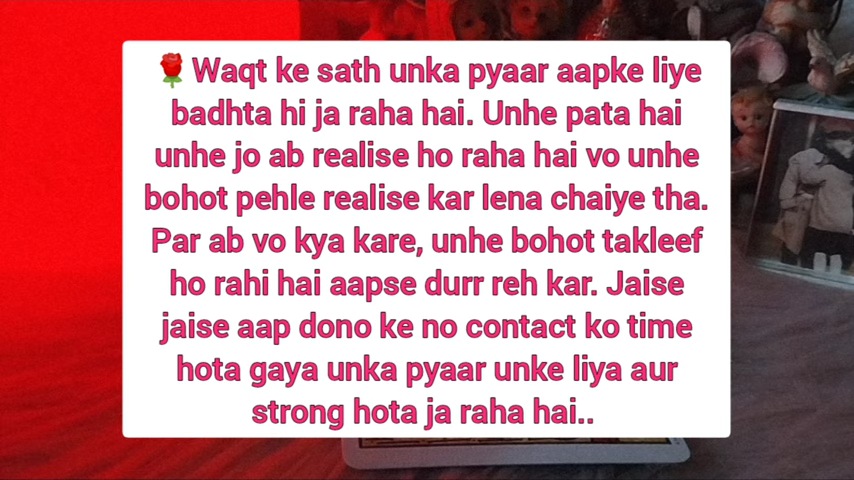 🌹Waqt ke sath unka pyaar aapke liye
badhta hi ja raha hai. Unhe pata hai
unhe jo ab realise ho raha hai vo unhe
bohot pehle realise kar lena chaiye tha.
Par ab vo kya kare, unhe bohot takleef
ho rahi hai aapse durr reh kar. Jaise
jaise aap dono ke no contact ko time
hota gaya unka pyaar unke liya aur
strong hota ja raha hai..